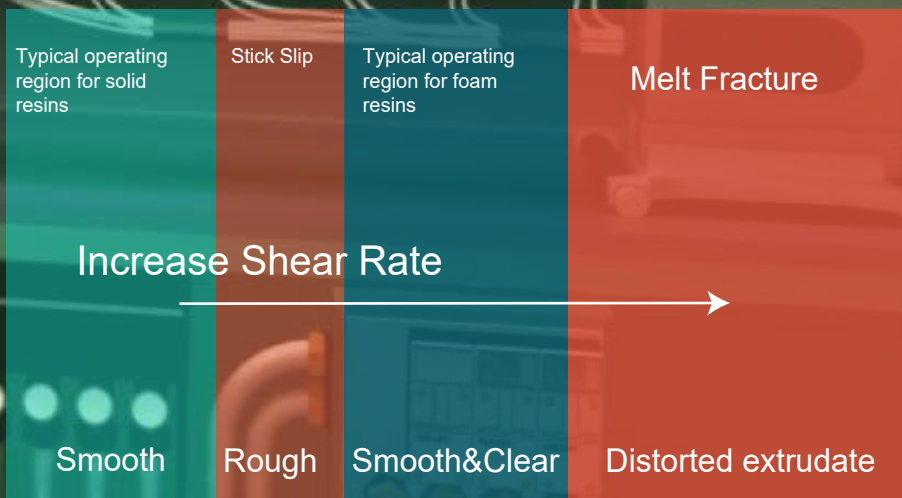 Typical operating
region for solid
resins
Stick Slip
Typical operating
region for foam
resins
Melt Fracture
Increase Shear Rate
Smooth
Rough
Smooth&Clear
Distorted extrudate